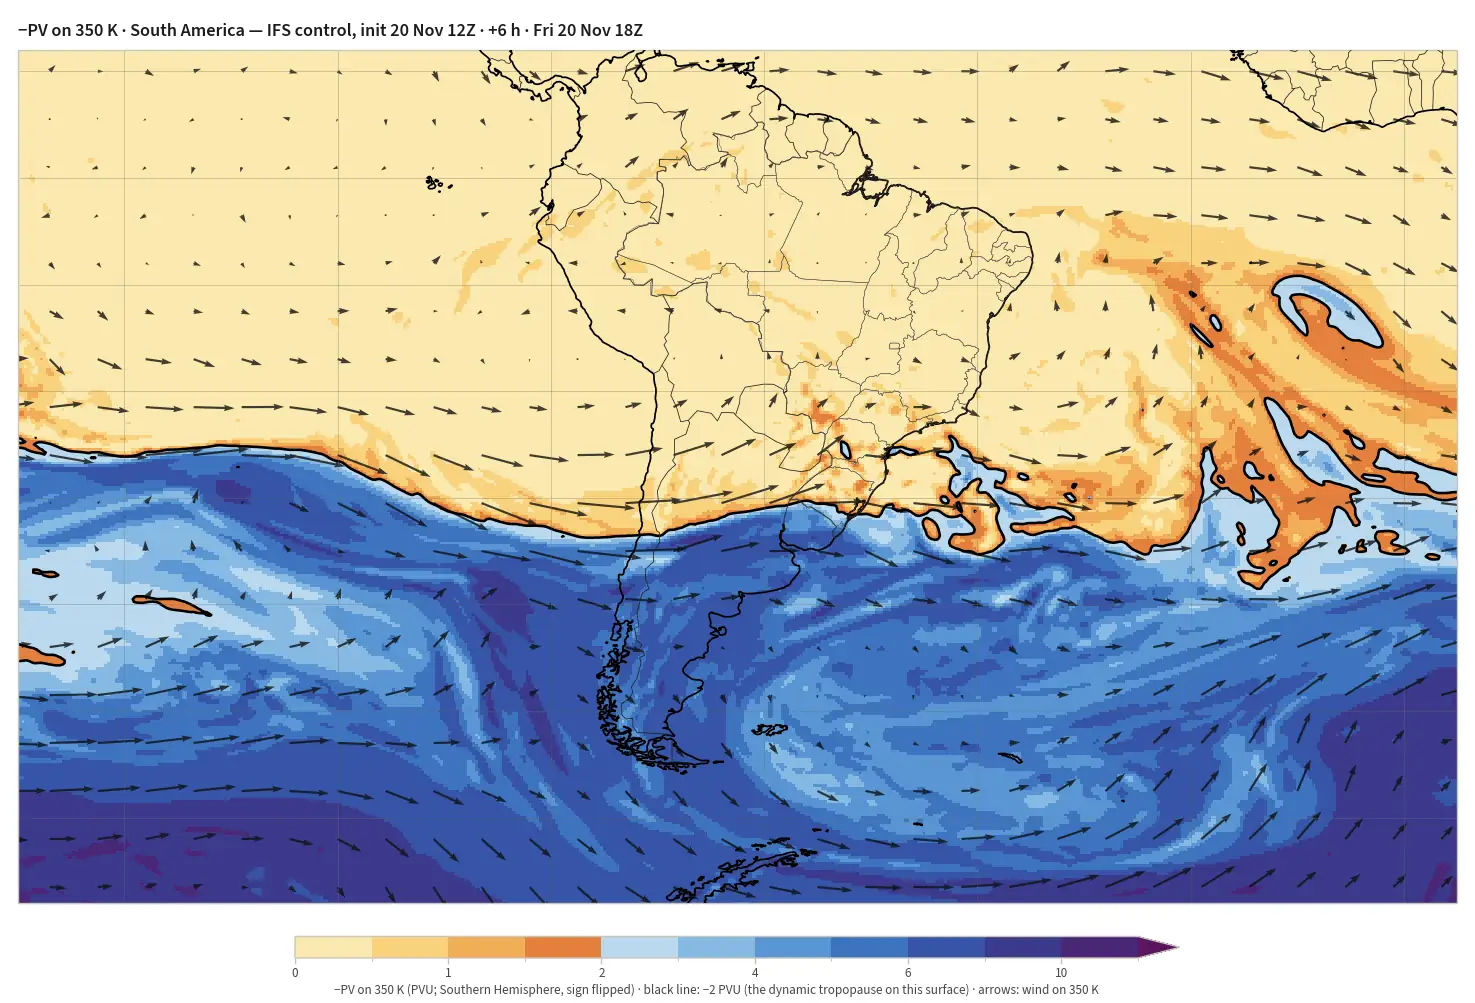 −PV on 350 K · South America — IFS control, init 20 Nov 12Z · +6 h · Fri 20 Nov 18Z
0 1 2 4 6 10
−PV on 350 K (PVU; Southern Hemisphere, sign flipped) · black line: −2 PVU (the dynamic tropopause on this surface) · arrows: wind on 350 K